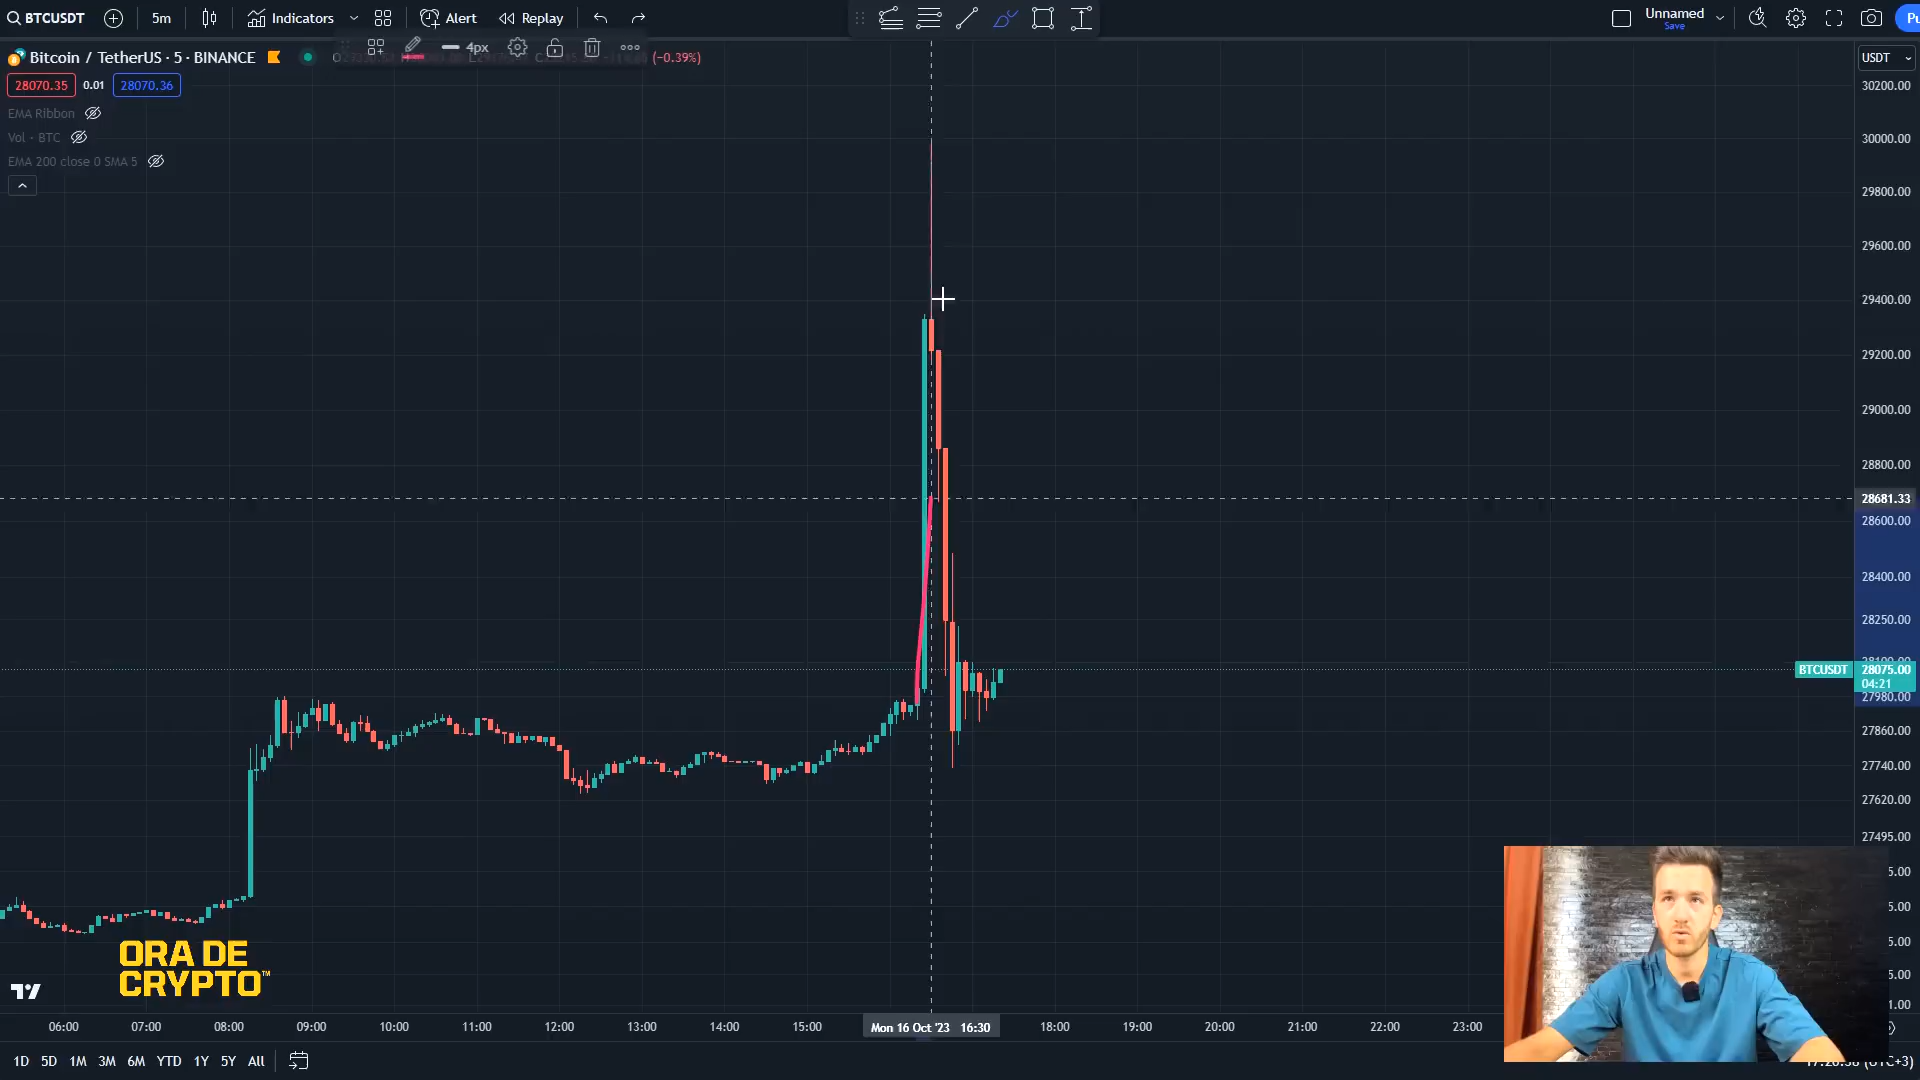 BTCUSDT 5m Indicators Alert Replay Unnamed
Save
Bitcoin / TetherUS · 5 · BINANCE (−0.39%) USDT
4px
28070.35 0.01 28070.36
EMA Ribbon
Vol - BTC
EMA 200 close 0 SMA 5
30200.00
30000.00
29800.00
29600.00
29400.00
29200.00
29000.00
28800.00
28681.33
28600.00
28400.00
28250.00
28100.00
BTCUSDT 28075.00
04:21
27980.00
27860.00
27740.00
27620.00
27495.00
ORA DE
CRYPTO™
06:00 07:00 08:00 09:00 10:00 11:00 12:00 13:00 14:00 15:00 Mon 16 Oct '23 16:30 18:00 19:00 20:00 21:00 22:00 23:00
1D 5D 1M 3M 6M YTD 1Y 5Y All